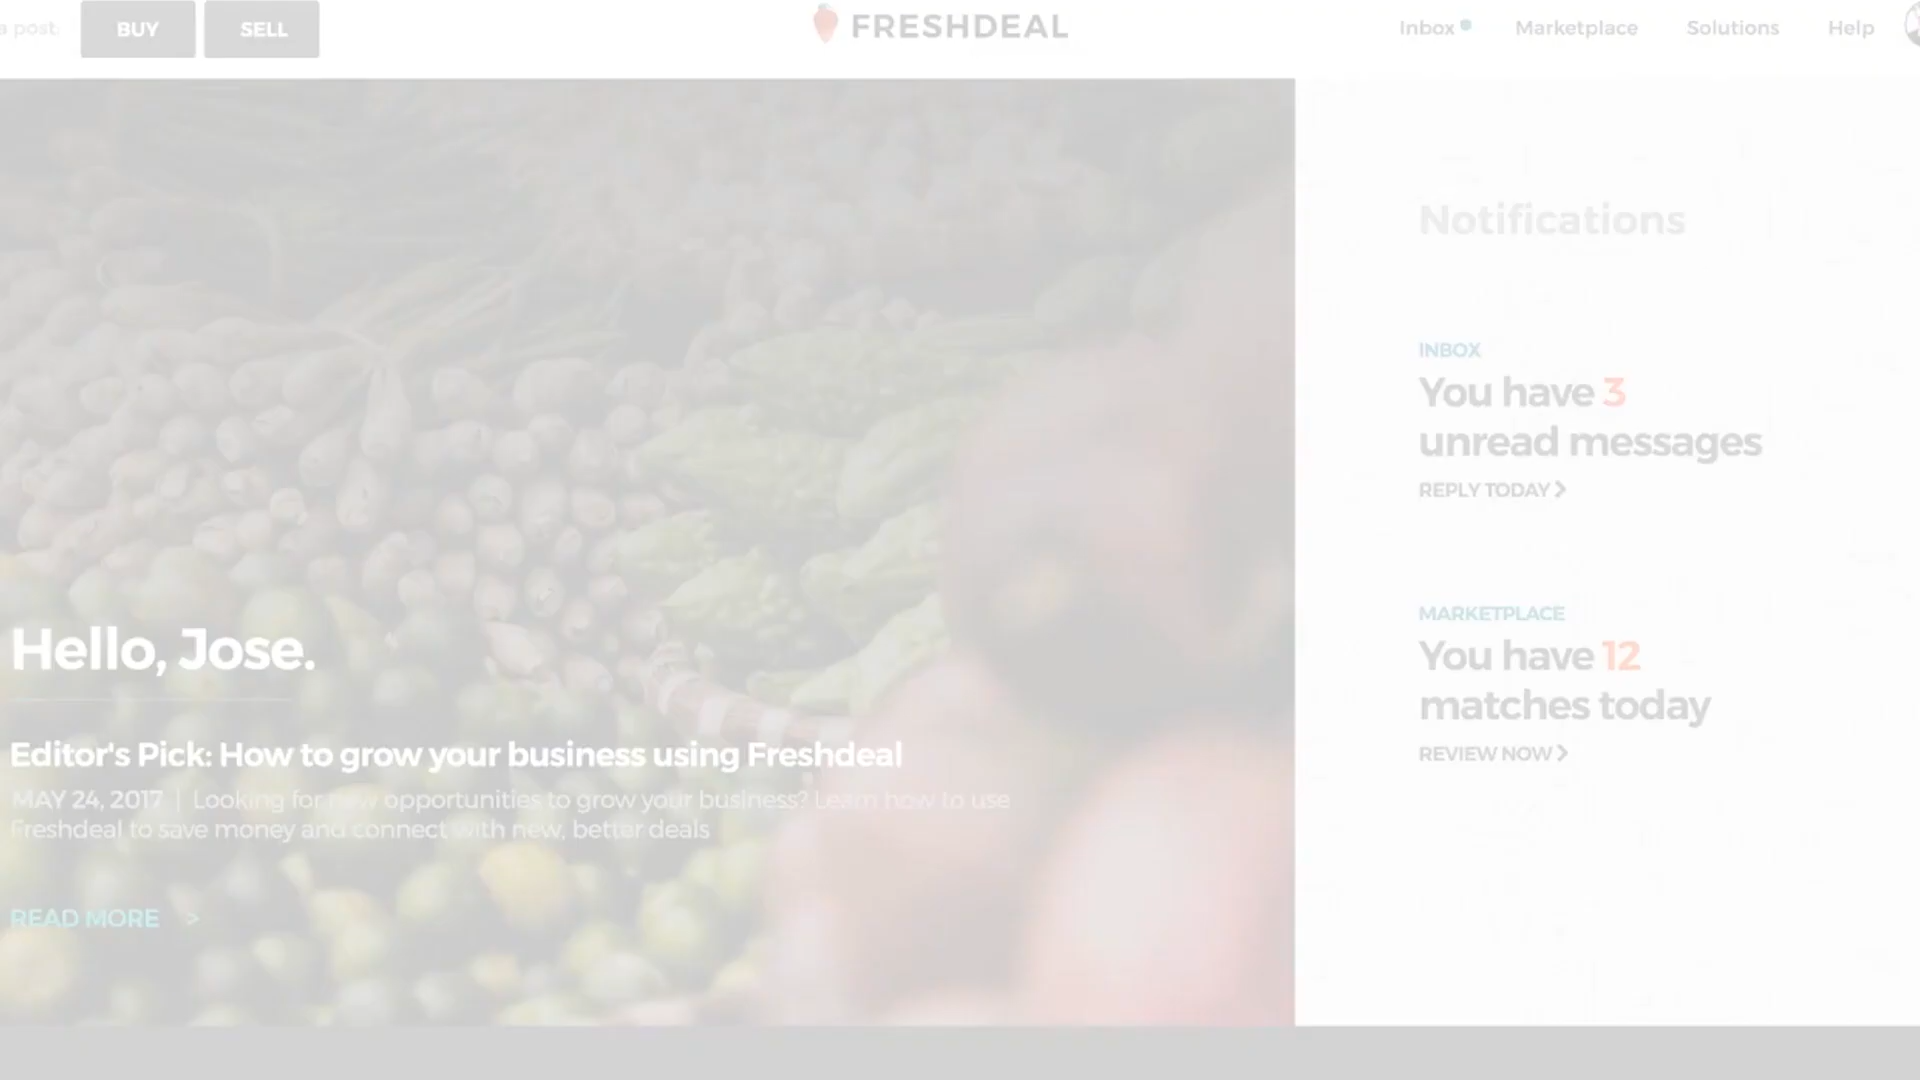 a post
BUY
SELL
FRESHDEAL
Inbox
Marketplace
Solutions
Help
Hello, Jose.
Editor's Pick: How to grow your business using Freshdeal
MAY 24, 2017 | Looking for new opportunities to grow your business? Learn how to use
Freshdeal to save money and connect with new, better deals
READ MORE >
Notifications
INBOX
You have 3
unread messages
REPLY TODAY >
MARKETPLACE
You have 12
matches today
REVIEW NOW >